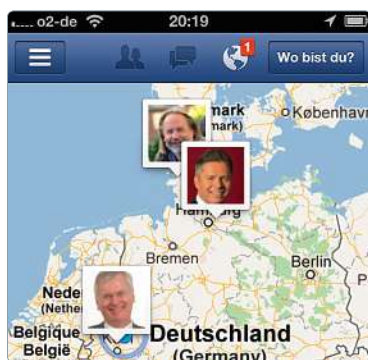 o2-de 20:19
1
Wo bist du?
mark
mark)
København
Hamburg
Bremen
Berlin
Nede
(Nethe
P
Belgique
België
Deutschland
(Germany)